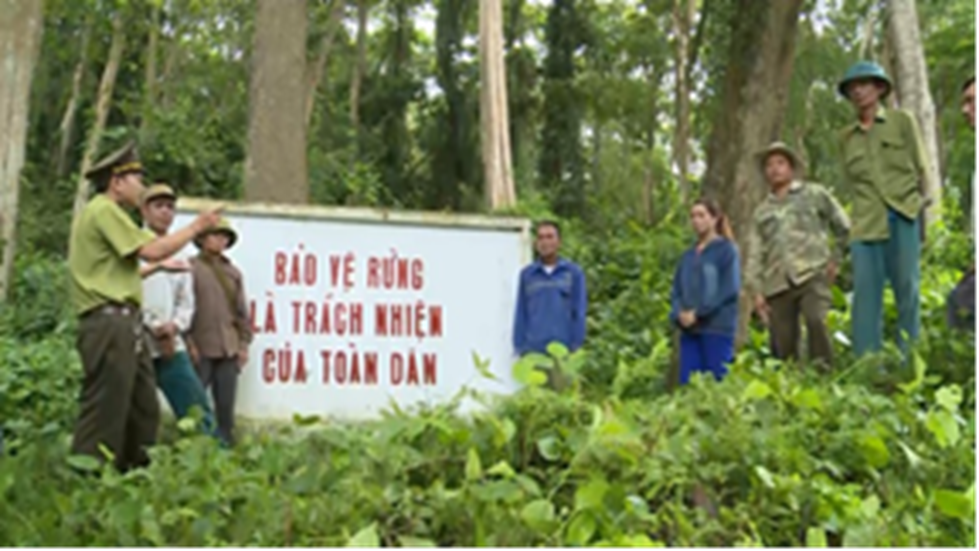 BẢO VỆ RỪNG
LÀ TRÁCH NHIỆM
CỦA TOÀN DÂN